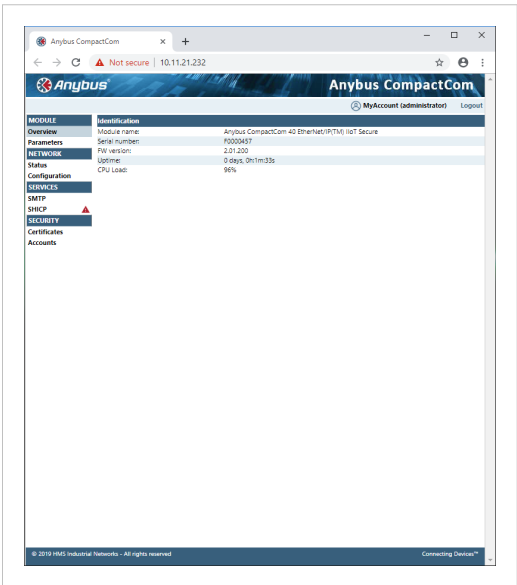 Anybus CompactCom
Not secure | 10.11.21.232
Anybus
Anybus CompactCom
MyAccount (administrator) Logout
MODULE
Overview
Parameters
NETWORK
Status
Configuration
SERVICES
SMTP
SHICP
SECURITY
Certificates
Accounts
Identification
Module name: Anybus CompactCom 40 EtherNet/IP(TM) IIoT Secure
Serial number: F0000457
FW version: 2.01.200
Uptime: 0 days, 0h:1m:33s
CPU Load: 96%
© 2019 HMS Industrial Networks - All rights reserved
Connecting Devices™